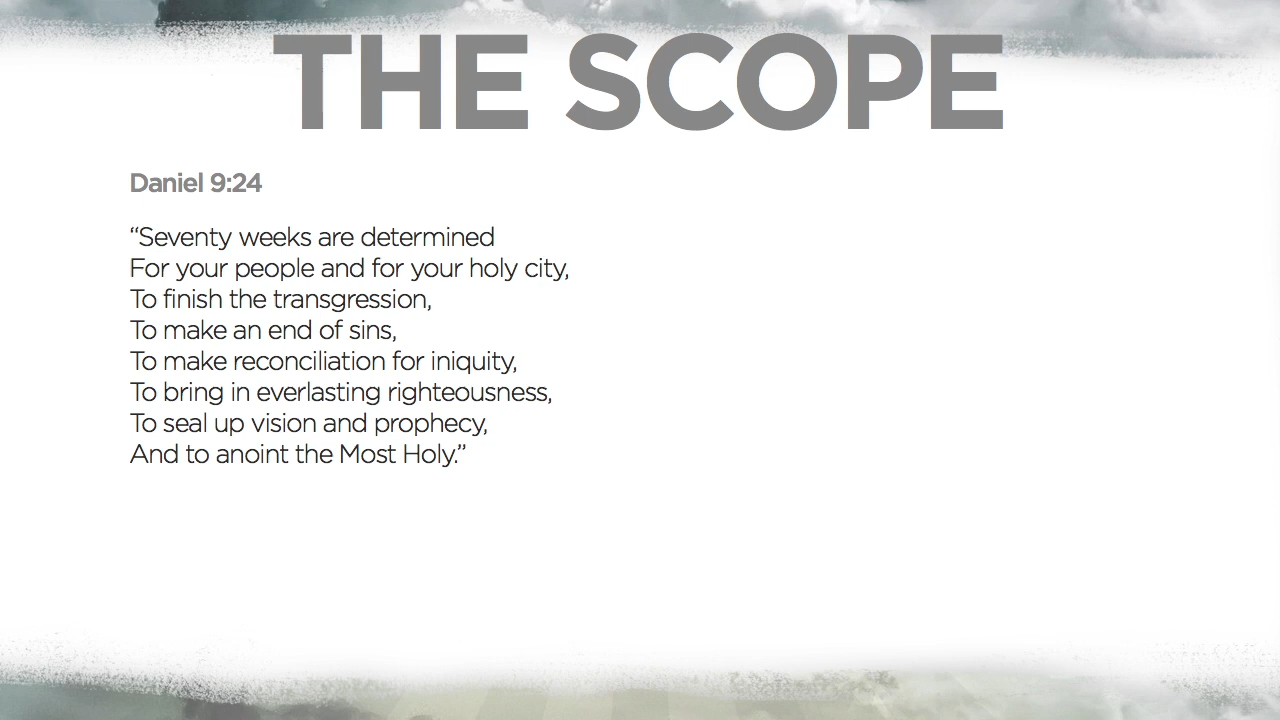 THE SCOPE
Daniel 9:24
“Seventy weeks are determined
For your people and for your holy city,
To finish the transgression,
To make an end of sins,
To make reconciliation for iniquity,
To bring in everlasting righteousness,
To seal up vision and prophecy,
And to anoint the Most Holy.”